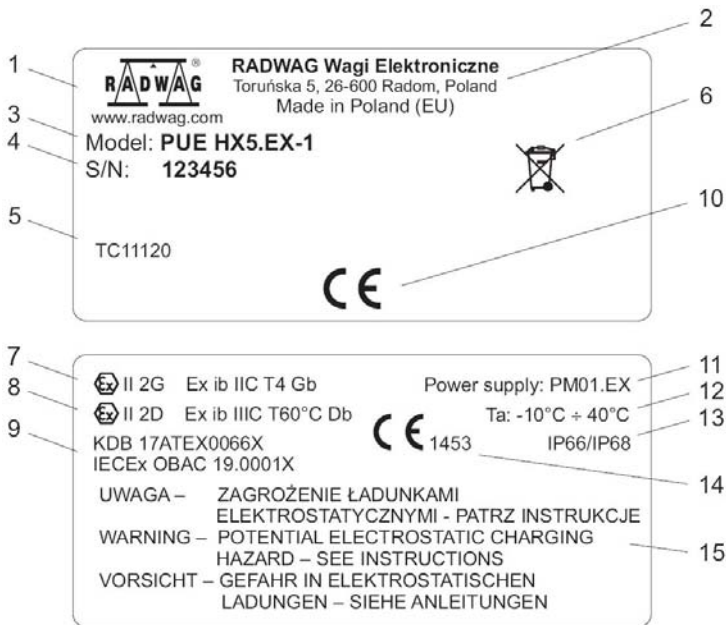 2
1
RADWAG®
RADWAG Wagi Elektroniczne
Toruńska 5, 26-600 Radom, Poland
www.radwag.com
Made in Poland (EU)
3
Model: PUE HX5.EX-1
6
4
S/N: 123456
5
10
TC11120
CE
7
Ex II 2G Ex ib IIC T4 Gb
Power supply: PM01.EX
11
8
Ex II 2D Ex ib IIIC T60°C Db
Ta: -10°C ÷ 40°C
12
9
KDB 17ATEX0066X
CE 1453
IP66/IP68
13
IECEx OBAC 19.0001X
14
UWAGA – ZAGROŻENIE ŁADUNKAMI
ELEKTROSTATYCZNYMI - PATRZ INSTRUKCJE
WARNING – POTENTIAL ELECTROSTATIC CHARGING
15
HAZARD – SEE INSTRUCTIONS
VORSICHT – GEFAHR IN ELEKTROSTATISCHEN
LADUNGEN – SIEHE ANLEITUNGEN